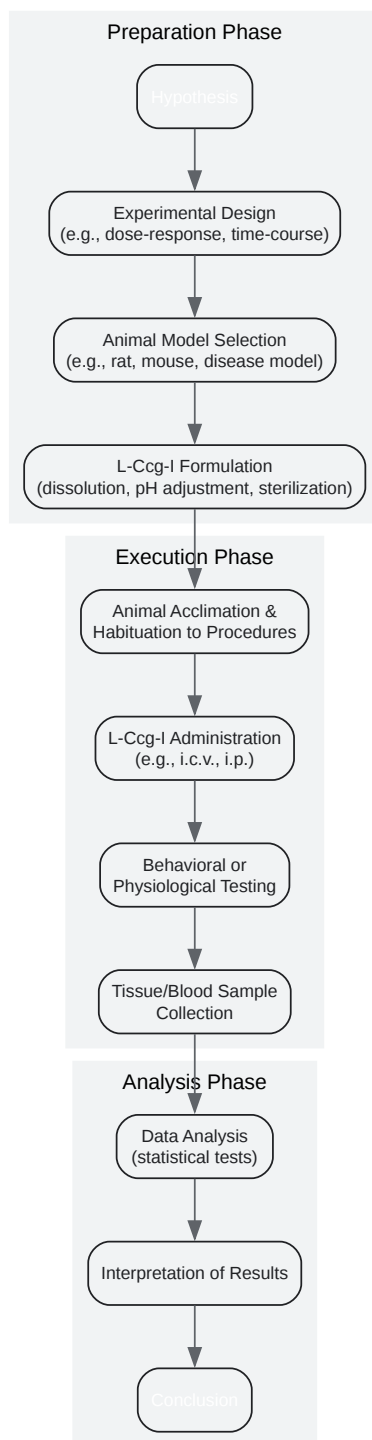 Preparation Phase
Hypothesis
Experimental Design
(e.g., dose-response, time-course)
Animal Model Selection
(e.g., rat, mouse, disease model)
L-Ccg-I Formulation
(dissolution, pH adjustment, sterilization)
Execution Phase
Animal Acclimation &
Habituation to Procedures
L-Ccg-I Administration
(e.g., i.c.v., i.p.)
Behavioral or
Physiological Testing
Tissue/Blood Sample
Collection
Analysis Phase
Data Analysis
(statistical tests)
Interpretation of Results
Conclusion